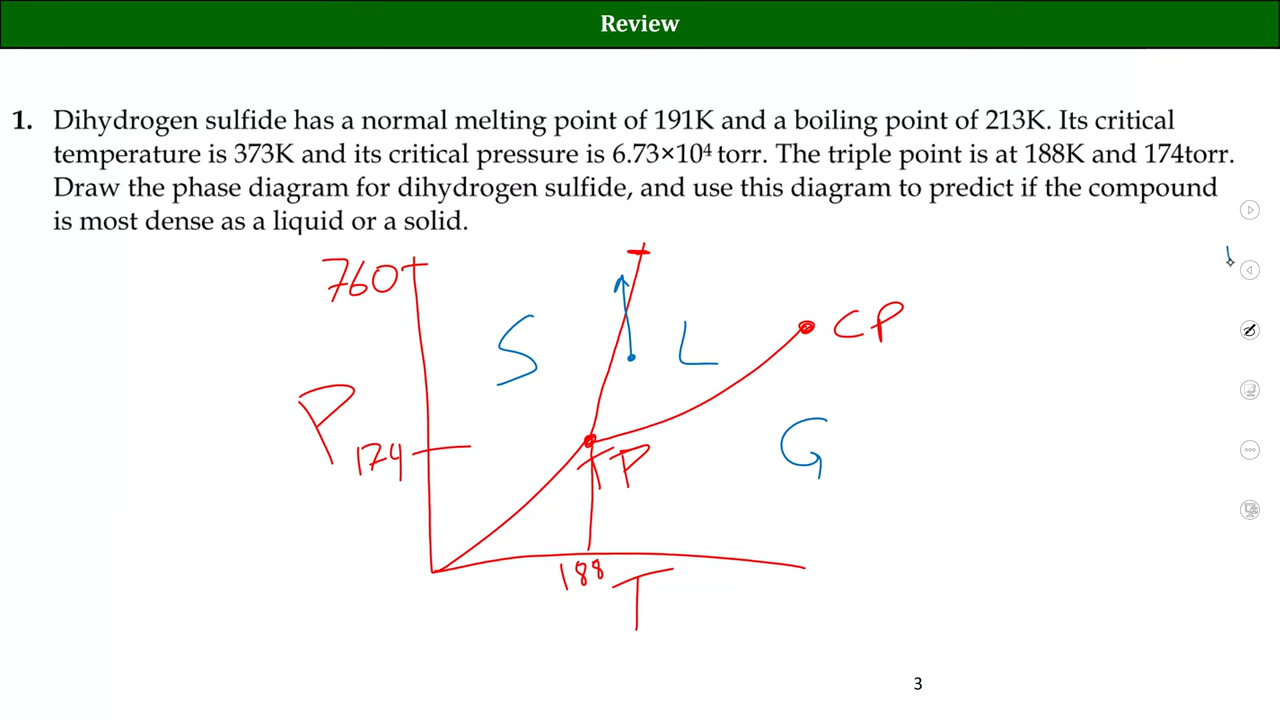 Review
1. Dihydrogen sulfide has a normal melting point of 191K and a boiling point of 213K. Its critical
temperature is 373K and its critical pressure is 6.73×10⁴ torr. The triple point is at 188K and 174torr.
Draw the phase diagram for dihydrogen sulfide, and use this diagram to predict if the compound
is most dense as a liquid or a solid.
760
S
L
CP
P
G
174
TP
188
T
3